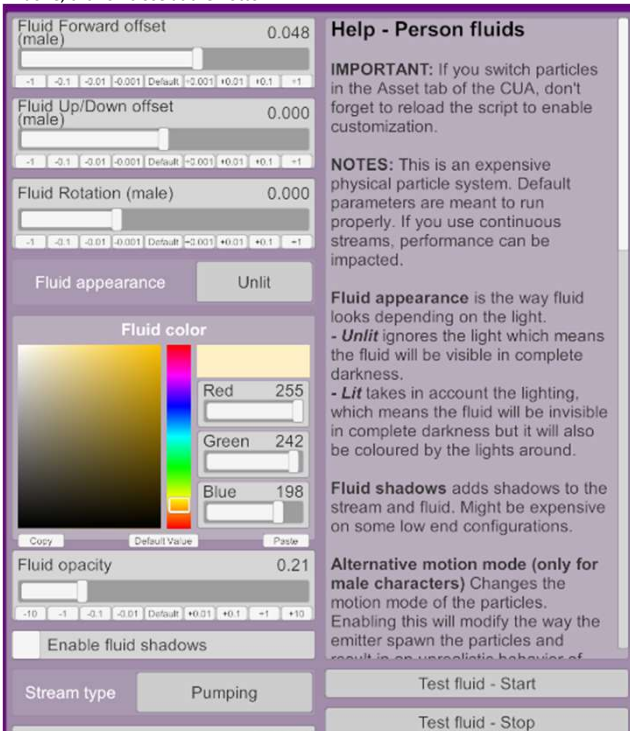 Fluid Forward offset
(male)
0.048
-1 -0.1 -0.01 -0.001 Default +0.001 +0.01 +0.1 +1
Fluid Up/Down offset
(male)
0.000
-1 -0.1 -0.01 -0.001 Default +0.001 +0.01 +0.1 +1
Fluid Rotation (male)
0.000
-1 -0.1 -0.01 -0.001 Default +0.001 +0.01 +0.1 +1
Fluid appearance
Unlit
Fluid color
Red 255
Green 242
Blue 198
Copy Default Value Paste
Fluid opacity
0.21
-10 -1 -0.1 -0.01 Default +0.01 +0.1 +1 +10
Enable fluid shadows
Stream type
Pumping
Help - Person fluids
IMPORTANT: If you switch particles
in the Asset tab of the CUA, don't
forget to reload the script to enable
customization.
NOTES: This is an expensive
physical particle system. Default
parameters are meant to run
properly. If you use continuous
streams, performance can be
impacted.
Fluid appearance is the way fluid
looks depending on the light.
- Unlit ignores the light which means
the fluid will be visible in complete
darkness.
- Lit takes in account the lighting,
which means the fluid will be invisible
in complete darkness but it will also
be coloured by the lights around.
Fluid shadows adds shadows to the
stream and fluid. Might be expensive
on some low end configurations.
Alternative motion mode (only for
male characters) Changes the
motion mode of the particles.
Enabling this will modify the way the
emitter spawn the particles and
result in an unrealistic behavior of
Test fluid - Start
Test fluid - Stop